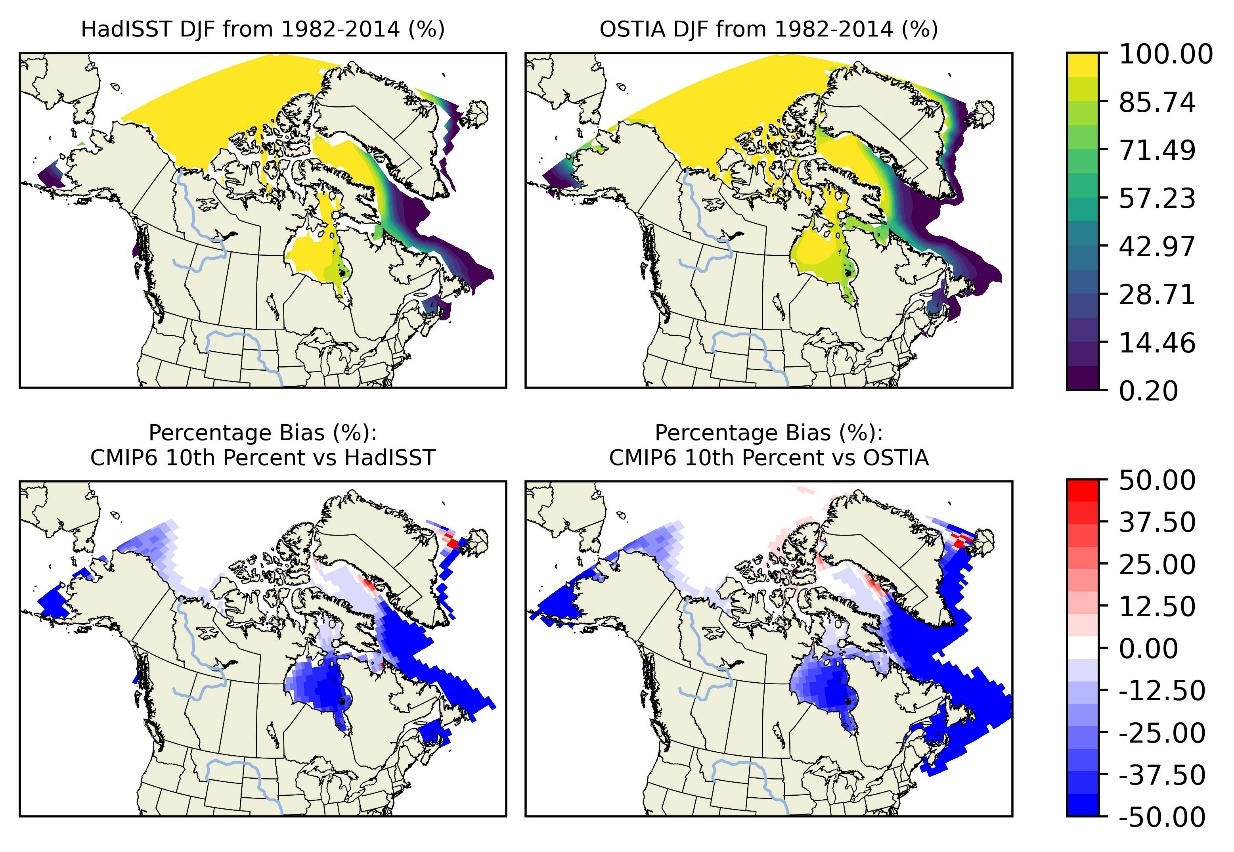 HadISST DJF from 1982-2014 (%)
OSTIA DJF from 1982-2014 (%)
100.00
85.74
71.49
57.23
42.97
28.71
14.46
0.20
Percentage Bias (%):
CMIP6 10th Percent vs HadISST
Percentage Bias (%):
CMIP6 10th Percent vs OSTIA
50.00
37.50
25.00
12.50
0.00
-12.50
-25.00
-37.50
-50.00